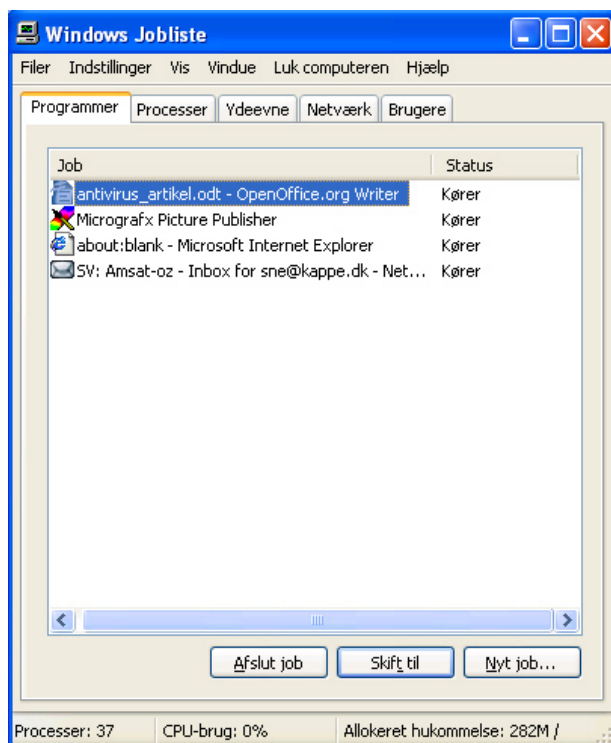 Windows Jobliste
Filer Indstillinger Vis Vindue Luk computeren Hjælp
Programmer Processer Ydeevne Netværk Brugere
Job Status
antivirus_artikel.odt - OpenOffice.org Writer Kører
Micrografx Picture Publisher Kører
about:blank - Microsoft Internet Explorer Kører
SV: Amsat-oz - Inbox for sne@kappe.dk - Net... Kører
Afslut job Skift til Nyt job...
Processer: 37 CPU-brug: 0% Allokeret hukommelse: 282M /